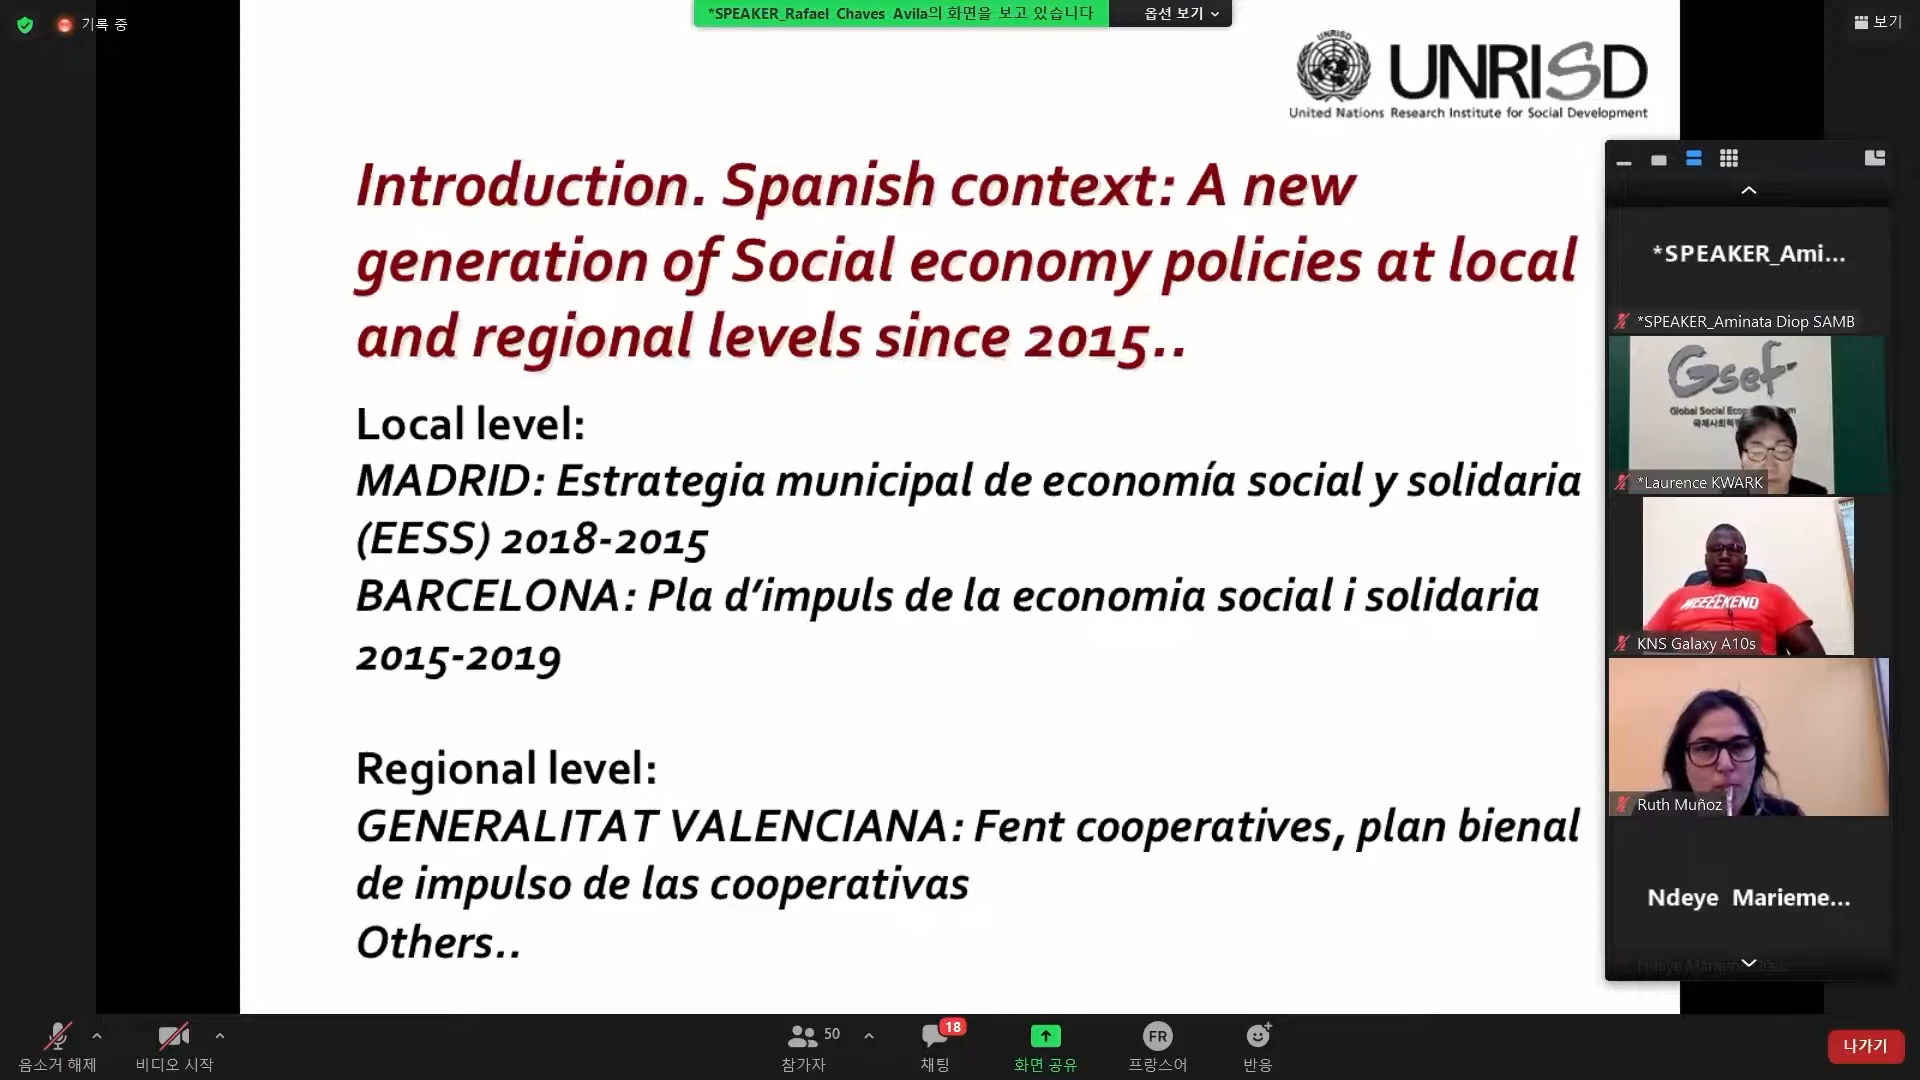 기록 중
*SPEAKER_Rafael Chaves Avila의 화면을 보고 있습니다
옵션 보기
보기
UNRISD
United Nations Research Institute for Social Development
Introduction. Spanish context: A new
generation of Social economy policies at local
and regional levels since 2015..
Local level:
MADRID: Estrategia municipal de economía social y solidaria
(EESS) 2018-2015
BARCELONA: Pla d’impuls de la economia social i solidaria
2015-2019
Regional level:
GENERALITAT VALENCIANA: Fent cooperatives, plan bienal
de impulso de las cooperativas
Others..
*SPEAKER_Ami...
*SPEAKER_Aminata Diop SAMB
Gsef
Global Social
*Laurence KWARK
WEEEEKEND
KNS Galaxy A10s
Ruth Muñoz
Ndeye Marieme...
음소거 해제
비디오 시작
50
참가자
18
채팅
화면 공유
FR
프랑스어
반응
나가기